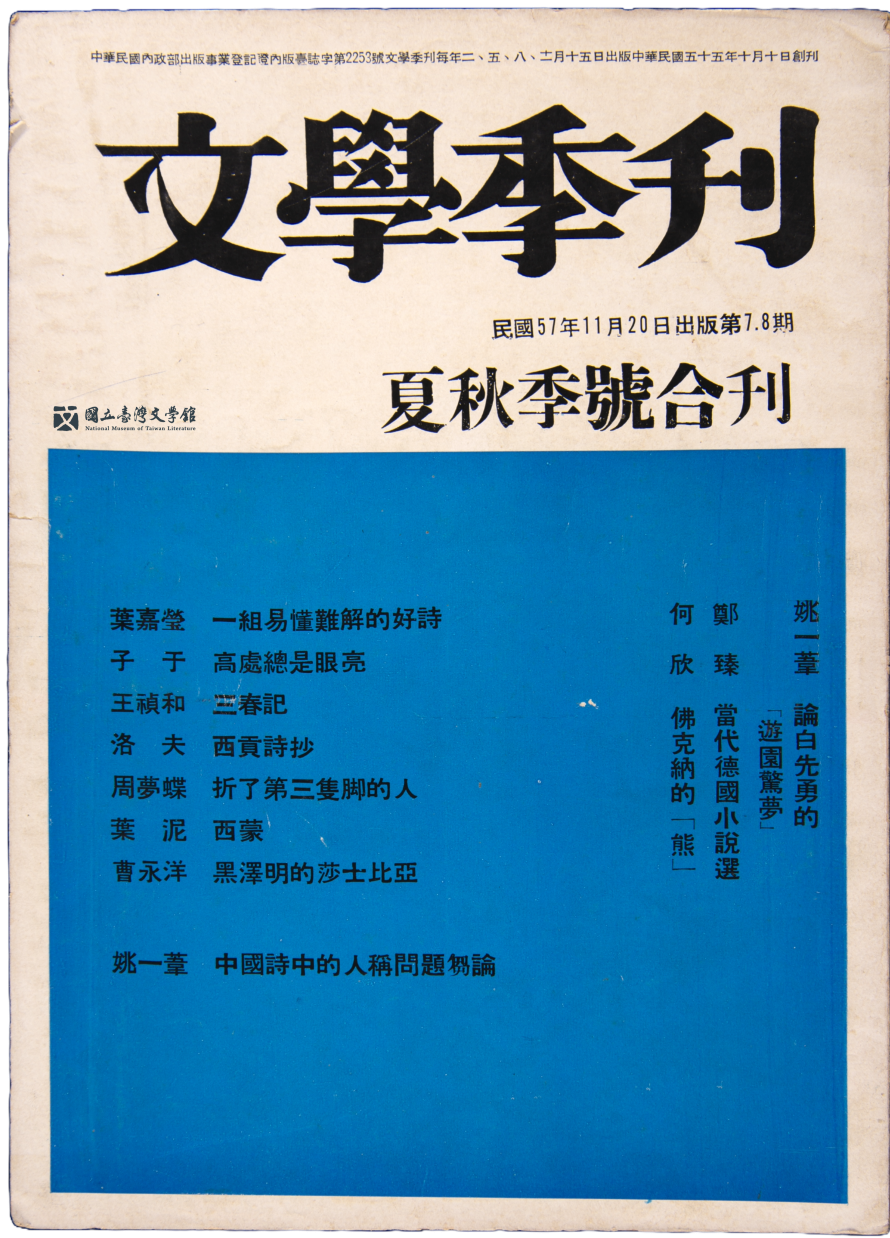 中華民國內政部出版事業登記證內版臺誌字第2253號文學季刊每年二、五、八、十一月十五日出版中華民國五十五年十月十日創刊
文學季刊
民國57年11月20日出版第7.8期
夏秋季號合刊
國立臺灣文學館
National Museum of Taiwan Literature
姚一葦 論白先勇的
「遊園驚夢」
鄭 臻 當代德國小說選
何 欣 佛克納的「熊」
葉嘉瑩 一組易懂難解的好詩
子 于 高處總是眼亮
王禎和 三春記
洛 夫 西貢詩抄
周夢蝶 折了第三隻脚的人
葉 泥 西蒙
曹永洋 黑澤明的莎士比亞
姚一葦 中國詩中的人稱問題芻論